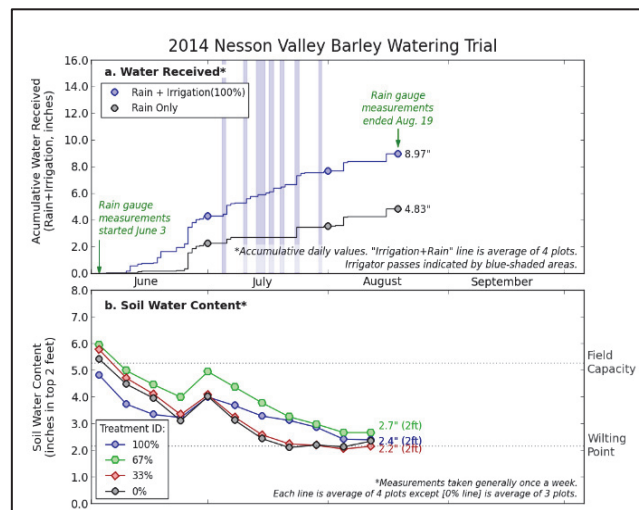 2014 Nesson Valley Barley Watering Trial
a. Water Received*
Rain + Irrigation(100%)
Rain Only
Rain gauge
measurements
ended Aug. 19
8.97"
4.83"
Rain gauge
measurements
started June 3
*Accumulative daily values. "Irrigation+Rain" line is average of 4 plots.
Irrigator passes indicated by blue-shaded areas.
Acumulative Water Received
(Rain+Irrigation, inches)
16.0
14.0
12.0
10.0
8.0
6.0
4.0
2.0
0.0
June
July
August
September
b. Soil Water Content*
Soil Water Content
(inches in top 2 feet)
8.0
7.0
6.0
5.0
4.0
3.0
2.0
1.0
0.0
Field
Capacity
Wilting
Point
2.7" (2ft)
2.4" (2ft)
2.2" (2ft)
Treatment ID:
100%
67%
33%
0%
*Measurements taken generally once a week.
Each line is average of 4 plots except [0% line] is average of 3 plots.